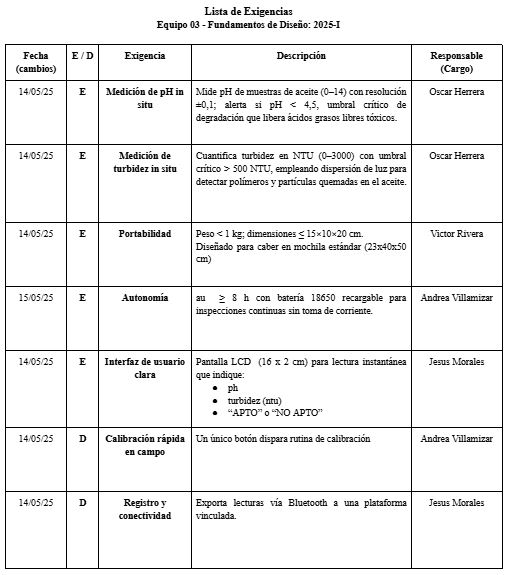 Lista de Exigencias
Equipo 03 - Fundamentos de Diseño: 2025-I
Fecha (cambios) E / D Exigencia Descripción Responsable (Cargo)
14/05/25 E Medición de pH in situ Mide pH de muestras de aceite (0–14) con resolución ±0,1; alerta si pH < 4,5, umbral crítico de degradación que libera ácidos grasos libres tóxicos. Oscar Herrera
14/05/25 E Medición de turbidez in situ Cuantifica turbidez en NTU (0–3000) con umbral crítico > 500 NTU, empleando dispersión de luz para detectar polímeros y partículas quemadas en el aceite. Oscar Herrera
14/05/25 E Portabilidad Peso < 1 kg; dimensiones ≤ 15×10×20 cm. Diseñado para caber en mochila estándar (23x40x50 cm) Victor Rivera
15/05/25 E Autonomía au ≥ 8 h con batería 18650 recargable para inspecciones continuas sin toma de corriente. Andrea Villamizar
14/05/25 E Interfaz de usuario clara Pantalla LCD (16 x 2 cm) para lectura instantánea que indique:
● ph
● turbidez (ntu)
● “APTO” o “NO APTO”
Jesus Morales
14/05/25 D Calibración rápida en campo Un único botón dispara rutina de calibración Andrea Villamizar
14/05/25 D Registro y conectividad Exporta lecturas vía Bluetooth a una plataforma vinculada. Jesus Morales